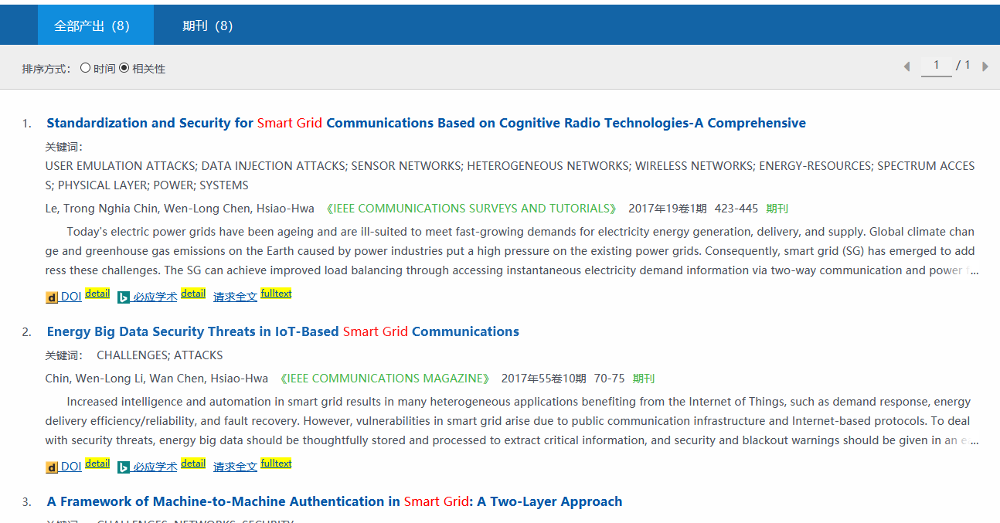 全部产出（8） 期刊（8）
排序方式： 时间 相关性 1 / 1
1. Standardization and Security for Smart Grid Communications Based on Cognitive Radio Technologies-A Comprehensive
关键词：
USER EMULATION ATTACKS; DATA INJECTION ATTACKS; SENSOR NETWORKS; HETEROGENEOUS NETWORKS; WIRELESS NETWORKS; ENERGY-RESOURCES; SPECTRUM ACCES
S; PHYSICAL LAYER; POWER; SYSTEMS
Le, Trong Nghia Chin, Wen-Long Chen, Hsiao-Hwa 《IEEE COMMUNICATIONS SURVEYS AND TUTORIALS》 2017年19卷1期 423-445 期刊
Today's electric power grids have been ageing and are ill-suited to meet fast-growing demands for electricity energy generation, delivery, and supply. Global climate chan
ge and greenhouse gas emissions on the Earth caused by power industries put a high pressure on the existing power grids. Consequently, smart grid (SG) has emerged to add
ress these challenges. The SG can achieve improved load balancing through accessing instantaneous electricity demand information via two-way communication and power f...
DOI detail 必应学术 detail 请求全文 fulltext
2. Energy Big Data Security Threats in IoT-Based Smart Grid Communications
关键词： CHALLENGES; ATTACKS
Chin, Wen-Long Li, Wan Chen, Hsiao-Hwa 《IEEE COMMUNICATIONS MAGAZINE》 2017年55卷10期 70-75 期刊
Increased intelligence and automation in smart grid results in many heterogeneous applications benefiting from the Internet of Things, such as demand response, energy
delivery efficiency/reliability, and fault recovery. However, vulnerabilities in smart grid arise due to public communication infrastructure and Internet-based protocols. To deal
with security threats, energy big data should be thoughtfully stored and processed to extract critical information, and security and blackout warnings should be given in an e...
DOI detail 必应学术 detail 请求全文 fulltext
3. A Framework of Machine-to-Machine Authentication in Smart Grid: A Two-Layer Approach
关键词： CHALLENGES; NETWORKS; SECURITY